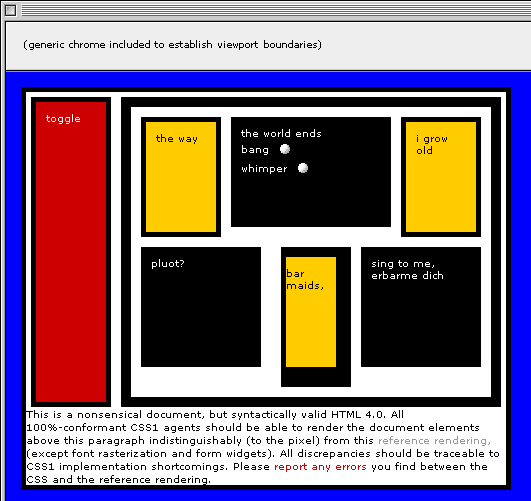 (generic chrome included to establish viewport boundaries)
toggle
the way
the world ends
bang
whimper
i grow
old
pluot?
bar
maids,
sing to me,
erbarme dich
This is a nonsensical document, but syntactically valid HTML 4.0. All
100%-conformant CSS1 agents should be able to render the document elements
above this paragraph indistinguishably (to the pixel) from this reference rendering,
(except font rasterization and form widgets). All discrepancies should be traceable to
CSS1 implementation shortcomings. Please report any errors you find between the
CSS and the reference rendering.